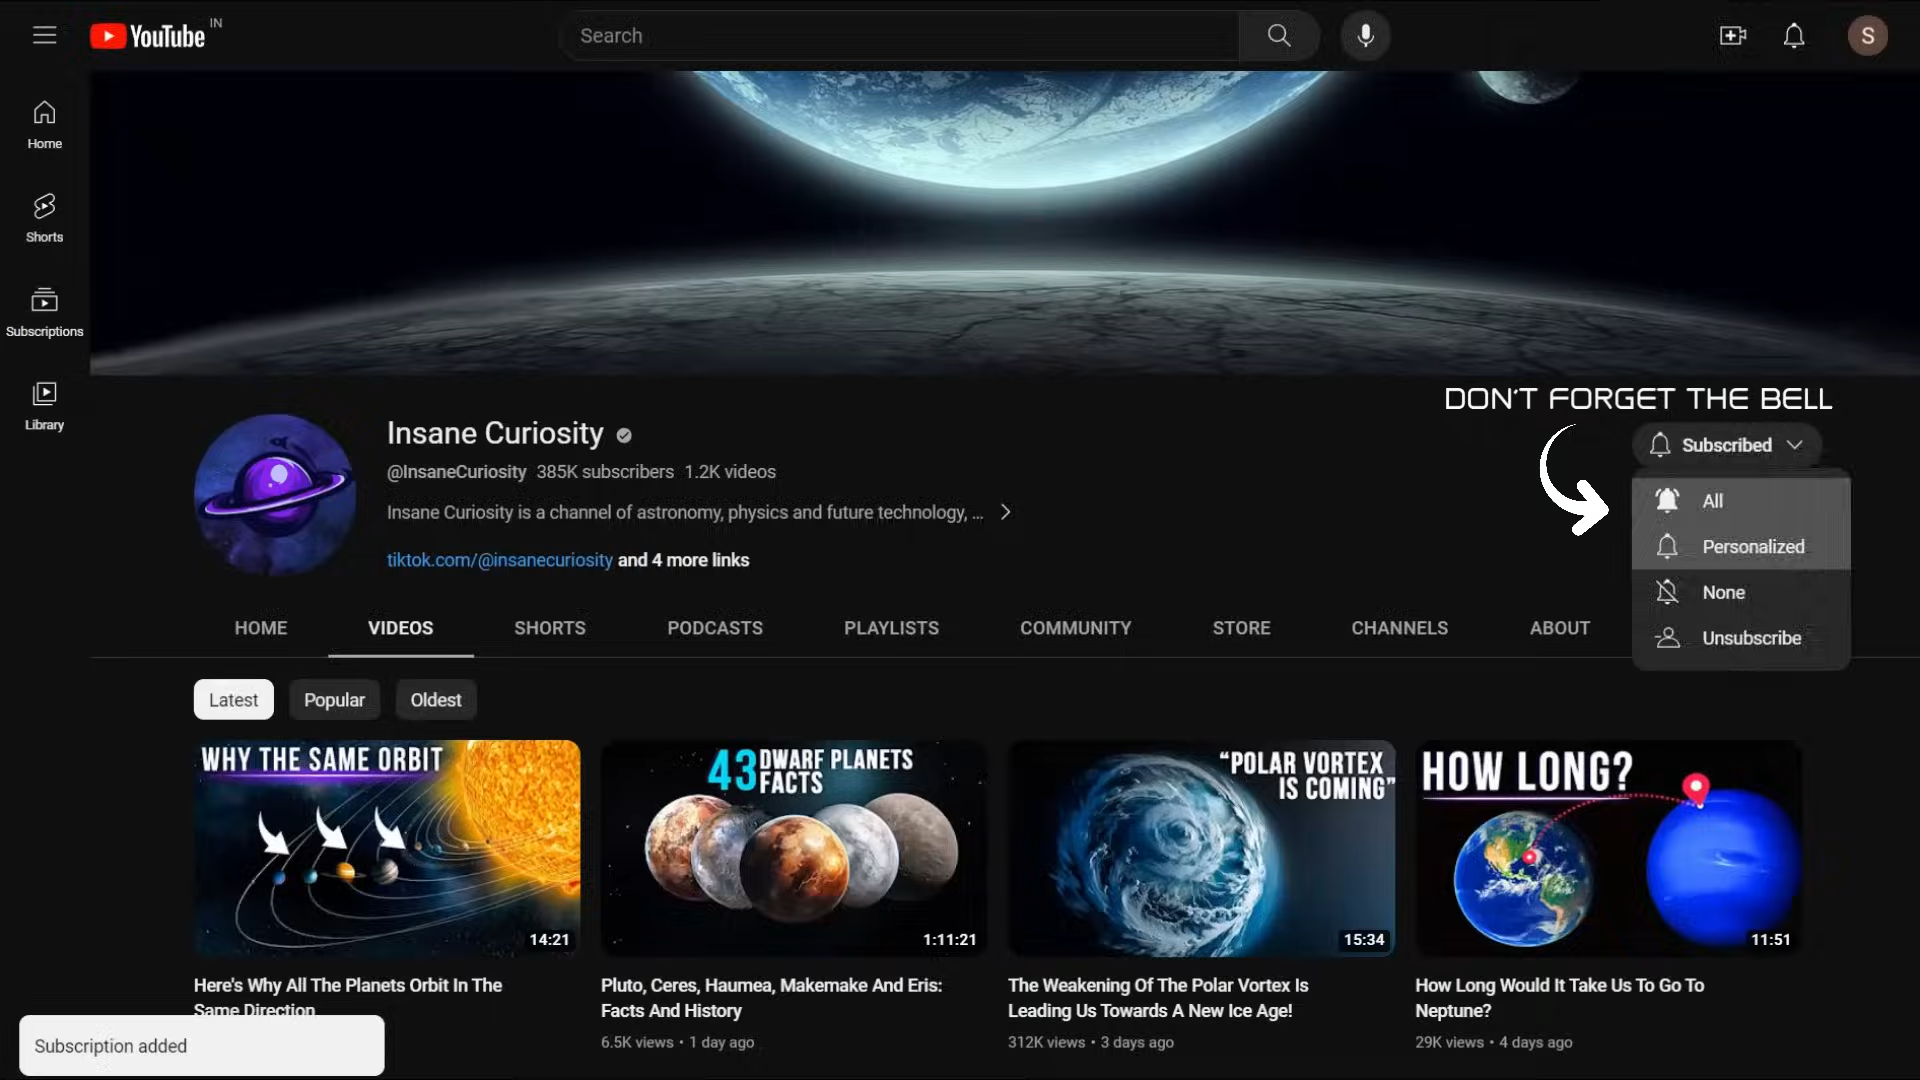 YouTube IN
Search
S
Home
Shorts
Subscriptions
Library
DON'T FORGET THE BELL
Insane Curiosity
@InsaneCuriosity 385K subscribers 1.2K videos
Insane Curiosity is a channel of astronomy, physics and future technology, ...
tiktok.com/@insanecuriosity and 4 more links
Subscribed
All
Personalized
None
Unsubscribe
HOME VIDEOS SHORTS PODCASTS PLAYLISTS COMMUNITY STORE CHANNELS ABOUT
Latest Popular Oldest
WHY THE SAME ORBIT
14:21
Here's Why All The Planets Orbit In The
Same Direction
43 DWARF PLANETS
FACTS
1:11:21
Pluto, Ceres, Haumea, Makemake And Eris:
Facts And History
6.5K views • 1 day ago
“POLAR VORTEX
IS COMING”
15:34
The Weakening Of The Polar Vortex Is
Leading Us Towards A New Ice Age!
312K views • 3 days ago
HOW LONG?
11:51
How Long Would It Take Us To Go To
Neptune?
29K views • 4 days ago
Subscription added